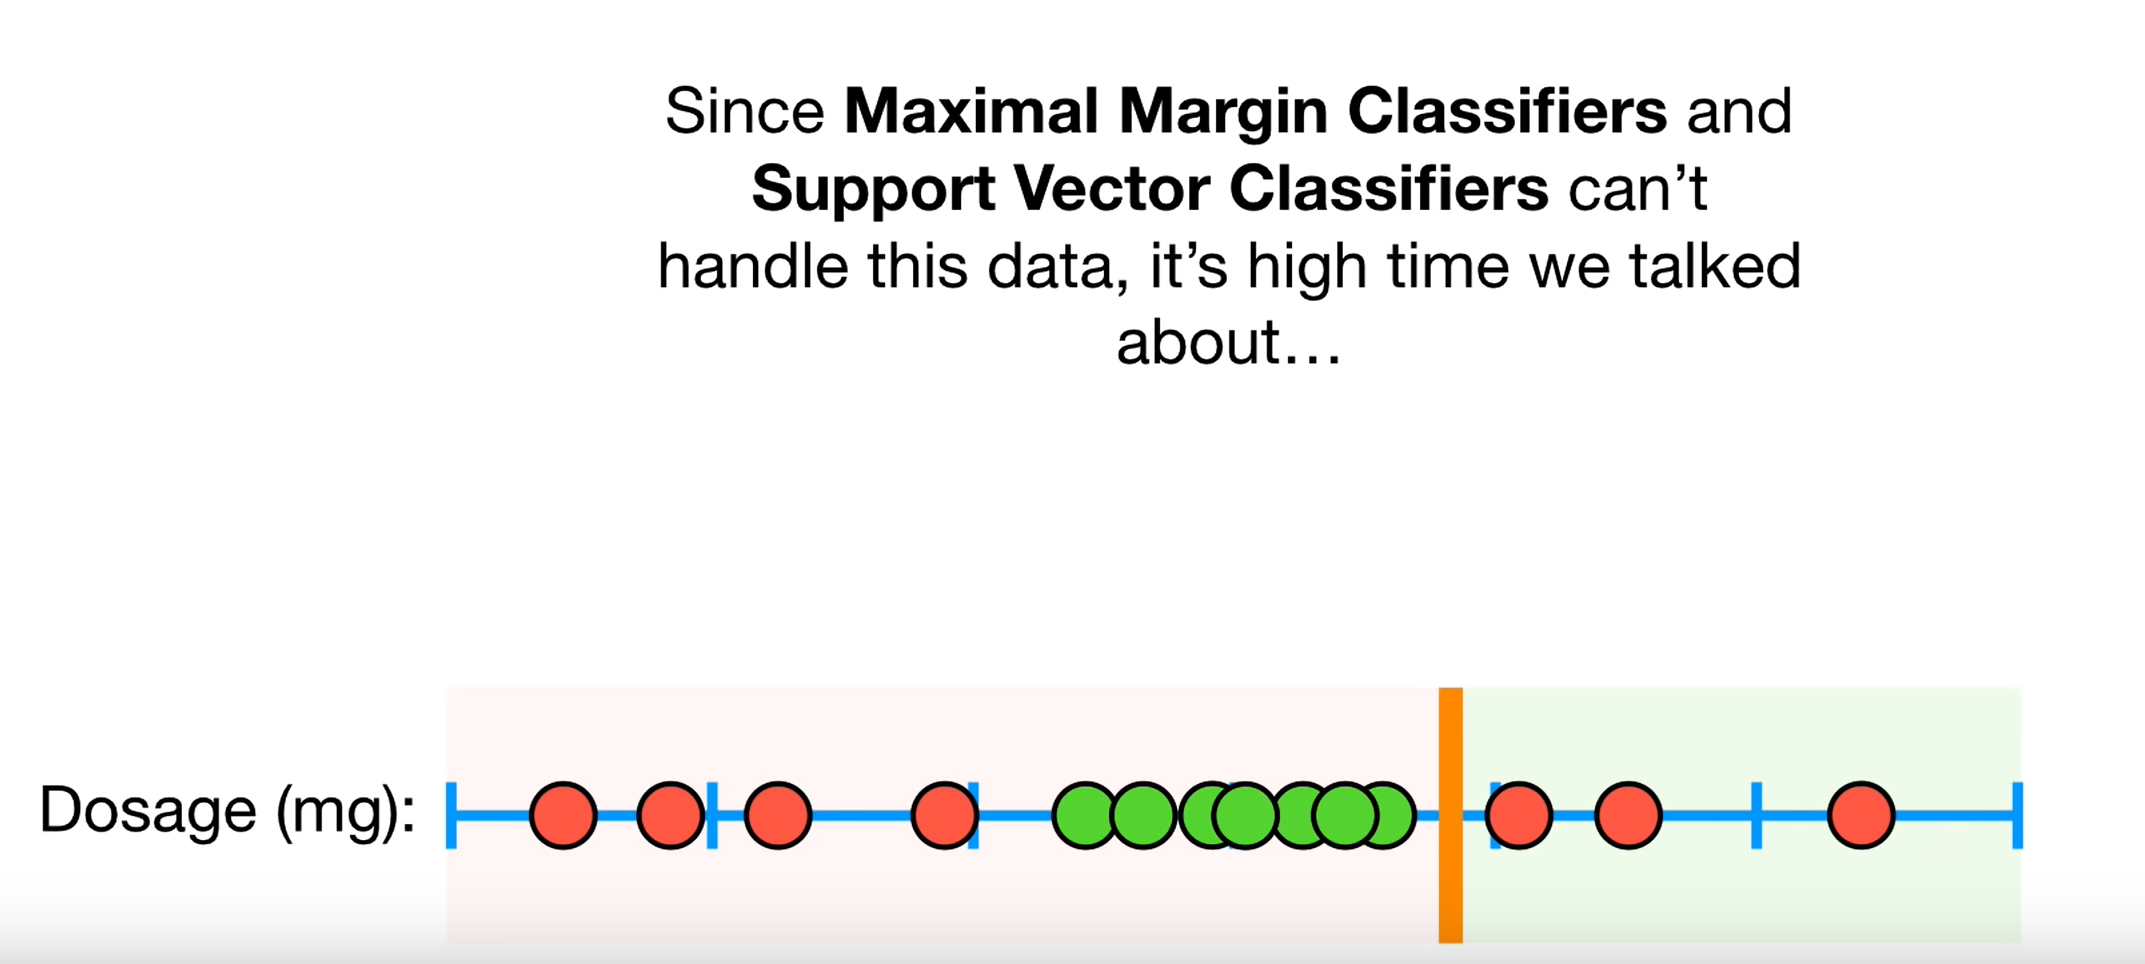 Since Maximal Margin Classifiers and
Support Vector Classifiers can’t
handle this data, it’s high time we talked
about…
Dosage (mg):